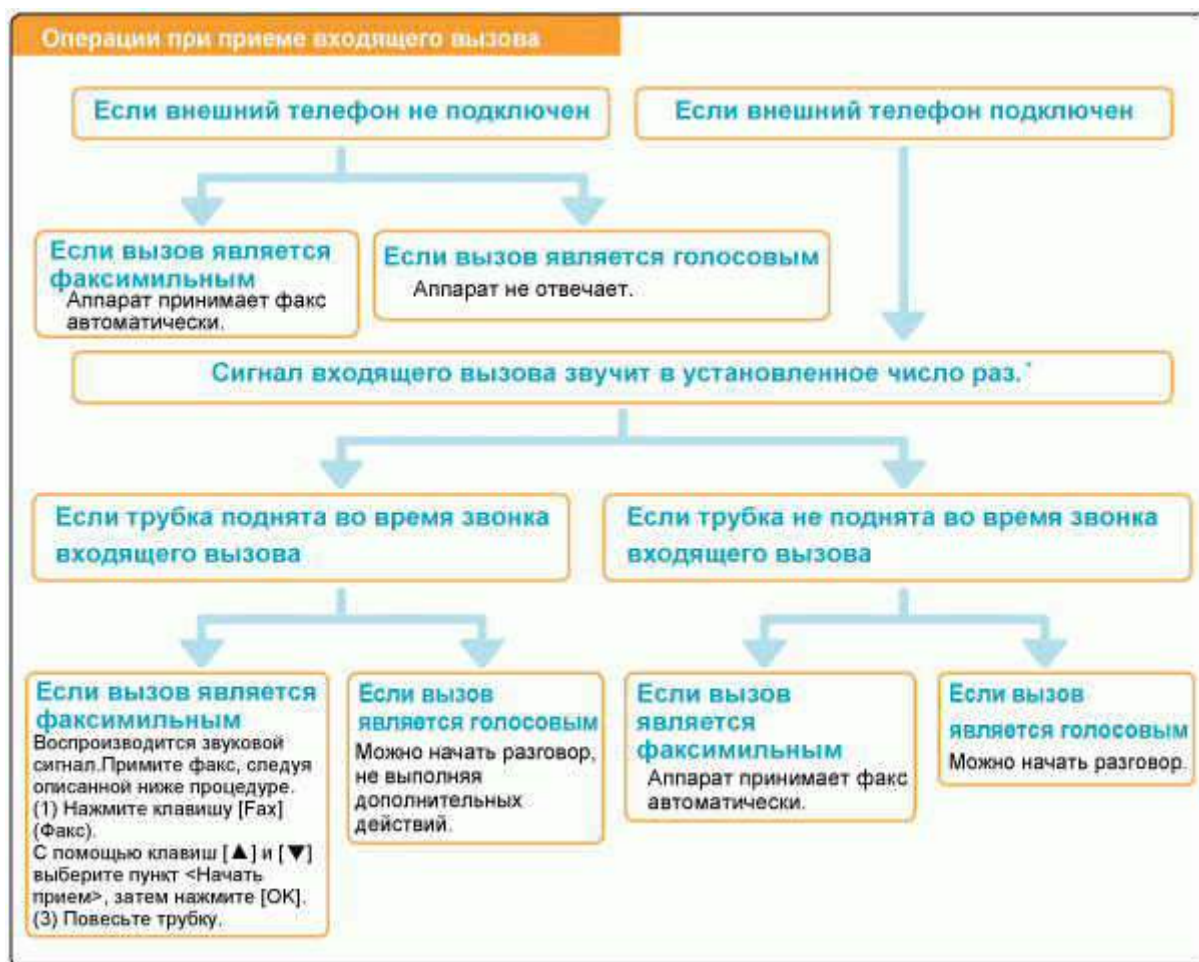 Операции при приеме входящего вызова
Если внешний телефон не подключен
Если внешний телефон подключен
Если вызов является
факсимильным
Аппарат принимает факс
автоматически.
Если вызов является голосовым
Аппарат не отвечает.
Сигнал входящего вызова звучит в установленное число раз.*
Если трубка поднята во время звонка
входящего вызова
Если трубка не поднята во время звонка
входящего вызова
Если вызов является
факсимильным
Воспроизводится звуковой
сигнал.Примите факс, следуя
описанной ниже процедуре.
(1) Нажмите клавишу [Fax]
(Факс).
С помощью клавиш [▲] и [▼]
выберите пункт <Начать
прием>, затем нажмите [OK].
(3) Повесьте трубку.
Если вызов
является голосовым
Можно начать разговор,
не выполняя
дополнительных
действий.
Если вызов
является
факсимильным
Аппарат принимает факс
автоматически.
Если вызов
является голосовым
Можно начать разговор.